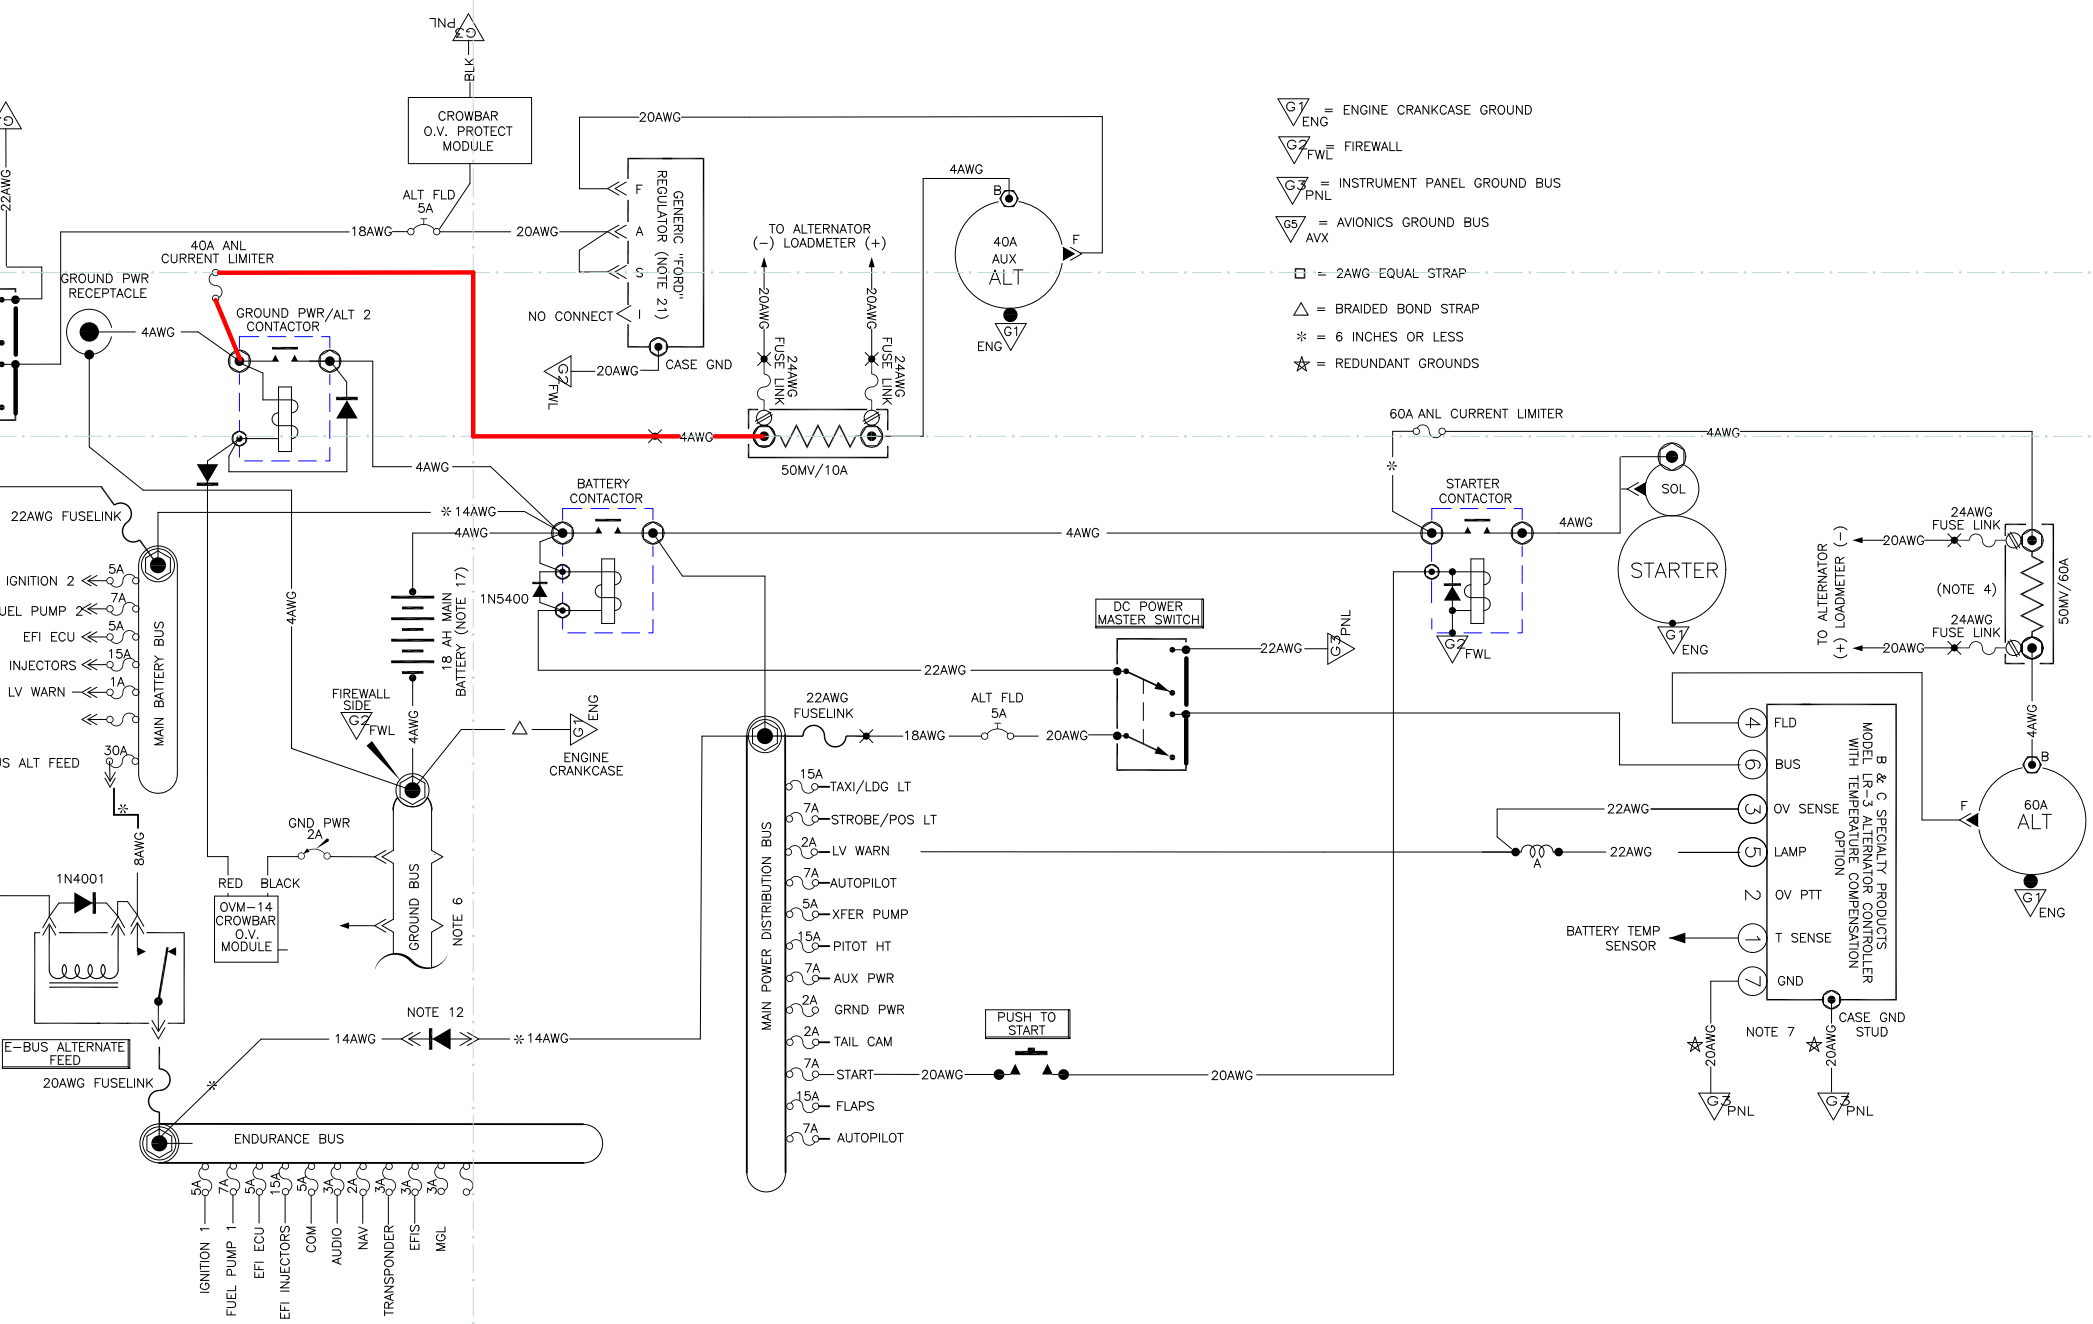 G3
PNL
BLK
CROWBAR
O.V. PROTECT
MODULE
22AWG
ALT FLD
5A
18AWG
20AWG
20AWG
F
A
S
I
GENERIC "FORD"
REGULATOR (NOTE 21)
NO CONNECT
CASE GND
20AWG
G2
FWL
40A ANL
CURRENT LIMITER
GROUND PWR
RECEPTACLE
4AWG
GROUND PWR/ALT 2
CONTACTOR
TO ALTERNATOR
(-) LOADMETER (+)
20AWG
20AWG
24AWG
FUSE LINK
24AWG
FUSE LINK
4AWG
50MV/10A
4AWG
B
40A
AUX
ALT
F
G1
ENG
G1
ENG
= ENGINE CRANKCASE GROUND
G2
FWL
= FIREWALL
G3
PNL
= INSTRUMENT PANEL GROUND BUS
G5
AVX
= AVIONICS GROUND BUS
= 2AWG EQUAL STRAP
= BRAIDED BOND STRAP
* = 6 INCHES OR LESS
= REDUNDANT GROUNDS
60A ANL CURRENT LIMITER
4AWG
*
4AWG
BATTERY
CONTACTOR
* 14AWG
4AWG
4AWG
1N5400
STARTER
CONTACTOR
4AWG
SOL
STARTER
G1
ENG
G2
FWL
24AWG
FUSE LINK
20AWG
TO ALTERNATOR
(+) LOADMETER (-)
(NOTE 4)
24AWG
FUSE LINK
20AWG
50MV/60A
4AWG
B
60A
ALT
F
G1
ENG
22AWG FUSELINK
IGNITION 2
5A
UEL PUMP 2
7A
EFI ECU
5A
INJECTORS
15A
LV WARN
1A
S ALT FEED
30A
MAIN BATTERY BUS
*
8AWG
4AWG
18 AH MAIN
BATTERY (NOTE 17)
4AWG
FIREWALL
SIDE
G2
FWL
G1
ENG
ENGINE
CRANKCASE
GND PWR
2A
RED
BLACK
OVM-14
CROWBAR
O.V.
MODULE
GROUND BUS
NOTE 6
1N4001
E-BUS ALTERNATE
FEED
20AWG FUSELINK
NOTE 12
14AWG
* 14AWG
*
ENDURANCE BUS
5A
7A
5A
15A
5A
3A
2A
3A
3A
3A
IGNITION 1
FUEL PUMP 1
EFI ECU
EFI INJECTORS
COM
AUDIO
NAV
TRANSPONDER
EFIS
MGL
DC POWER
MASTER SWITCH
22AWG
22AWG
G3
PNL
22AWG
FUSELINK
18AWG
ALT FLD
5A
20AWG
MAIN POWER DISTRIBUTION BUS
15A
TAXI/LDG LT
7A
STROBE/POS LT
2A
LV WARN
7A
AUTOPILOT
5A
XFER PUMP
15A
PITOT HT
7A
AUX PWR
2A
GRND PWR
2A
TAIL CAM
7A
START
15A
FLAPS
7A
AUTOPILOT
20AWG
PUSH TO
START
20AWG
22AWG
A
22AWG
4 FLD
6 BUS
3 OV SENSE
5 LAMP
2 OV PTT
1 T SENSE
7 GND
B & C SPECIALTY PRODUCTS
MODEL LR-3 ALTERNATOR CONTROLLER
WITH TEMPERATURE COMPENSATION
OPTION
BATTERY TEMP
SENSOR
NOTE 7
CASE GND
STUD
20AWG
20AWG
G3
PNL
G3
PNL